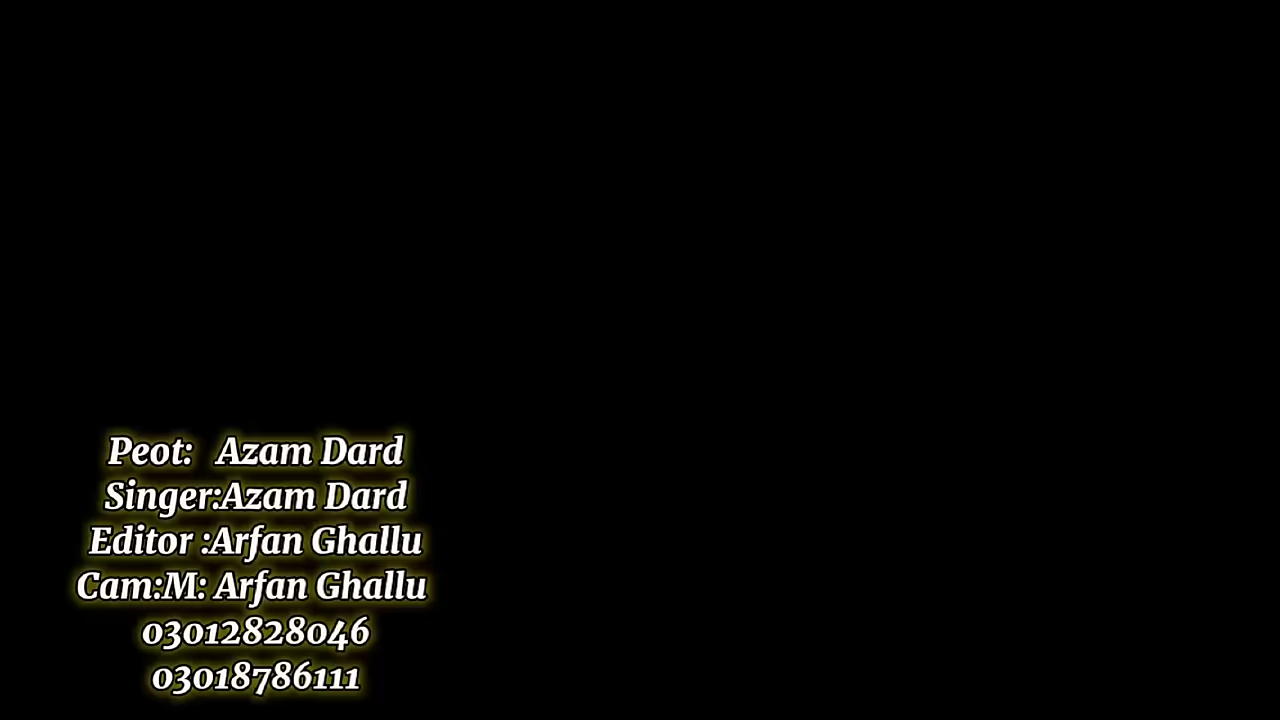 Peot: Azam Dard
Singer:Azam Dard
Editor :Arfan Ghallu
Cam:M: Arfan Ghallu
03012828046
03018786111